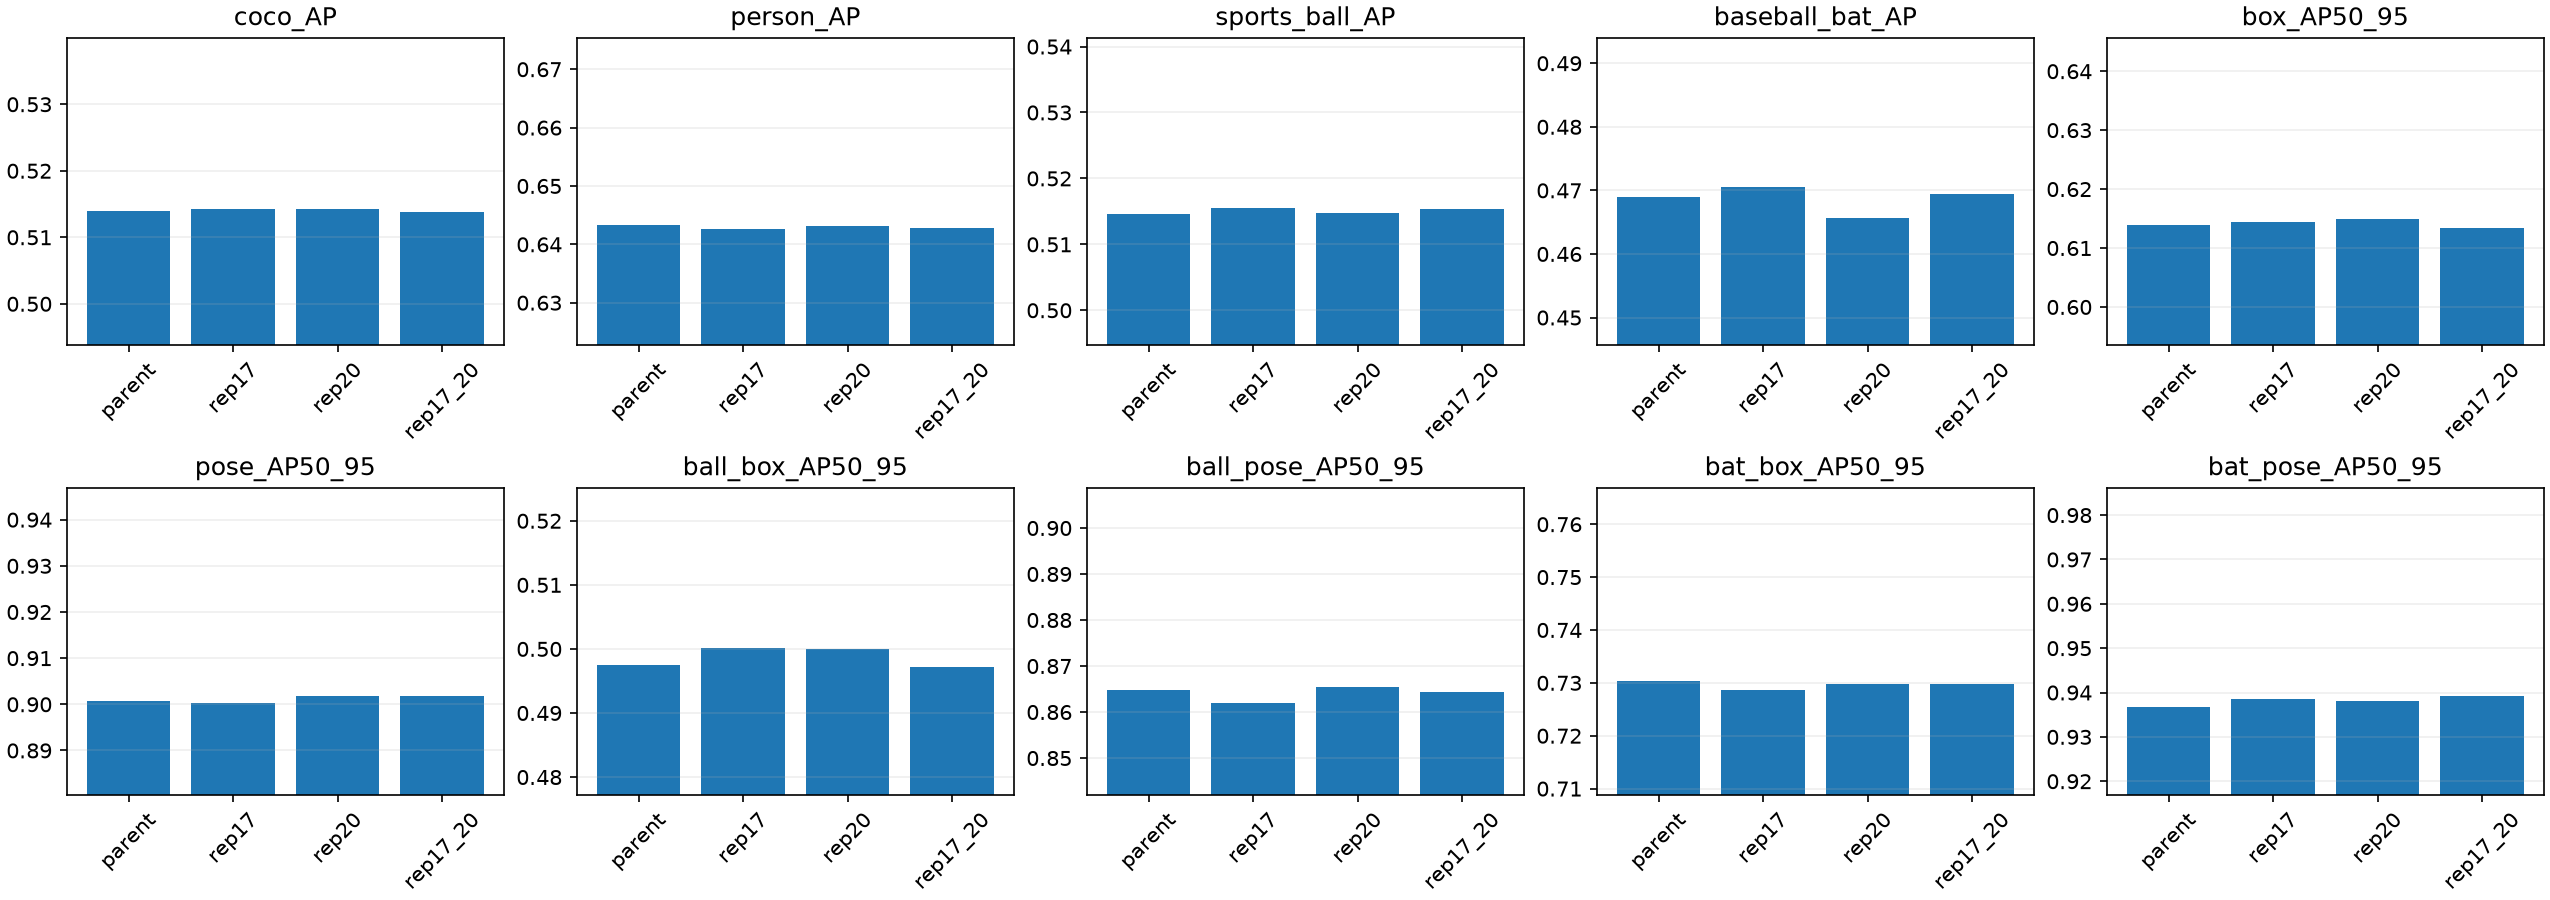 coco_AP
0.53
0.52
0.51
0.50
parent
rep17
rep20
rep17_20
person_AP
0.67
0.66
0.65
0.64
0.63
parent
rep17
rep20
rep17_20
sports_ball_AP
0.54
0.53
0.52
0.51
0.50
parent
rep17
rep20
rep17_20
baseball_bat_AP
0.49
0.48
0.47
0.46
0.45
parent
rep17
rep20
rep17_20
box_AP50_95
0.64
0.63
0.62
0.61
0.60
parent
rep17
rep20
rep17_20
pose_AP50_95
0.94
0.93
0.92
0.91
0.90
0.89
parent
rep17
rep20
rep17_20
ball_box_AP50_95
0.52
0.51
0.50
0.49
0.48
parent
rep17
rep20
rep17_20
ball_pose_AP50_95
0.90
0.89
0.88
0.87
0.86
0.85
parent
rep17
rep20
rep17_20
bat_box_AP50_95
0.76
0.75
0.74
0.73
0.72
0.71
parent
rep17
rep20
rep17_20
bat_pose_AP50_95
0.98
0.97
0.96
0.95
0.94
0.93
0.92
parent
rep17
rep20
rep17_20